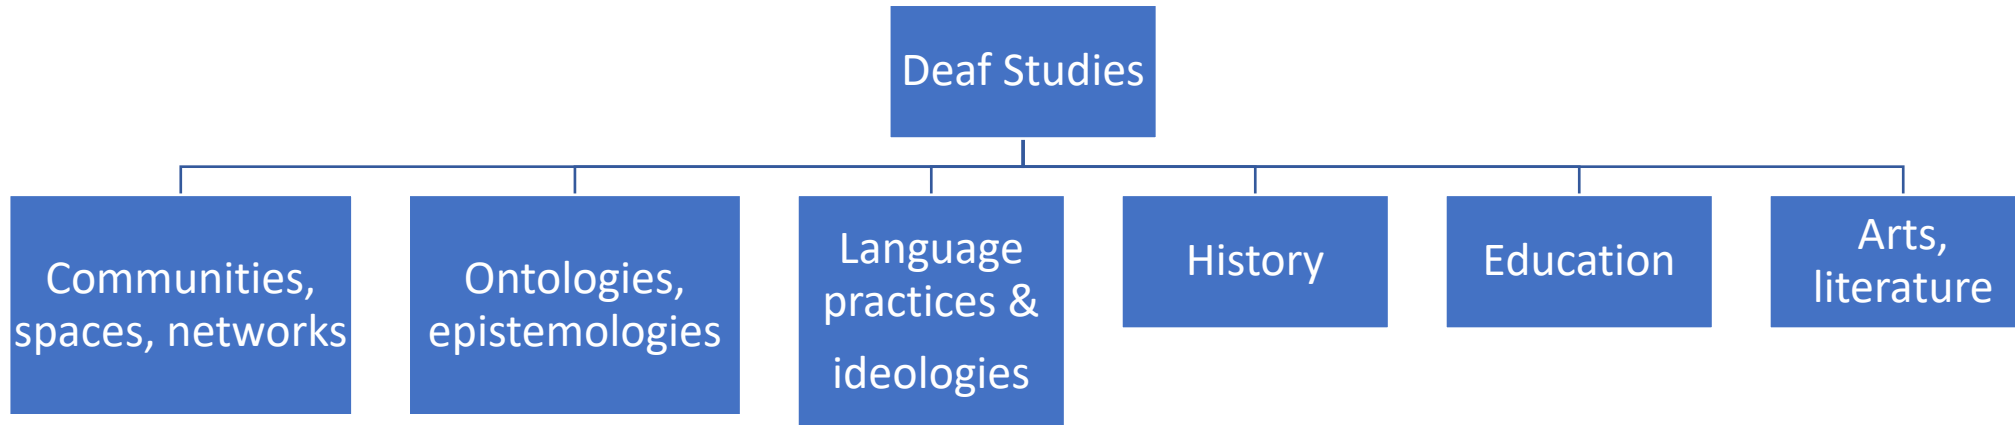 Deaf Studies
Communities,
spaces, networks
Ontologies,
epistemologies
Language
practices &
ideologies
History
Education
Arts,
literature